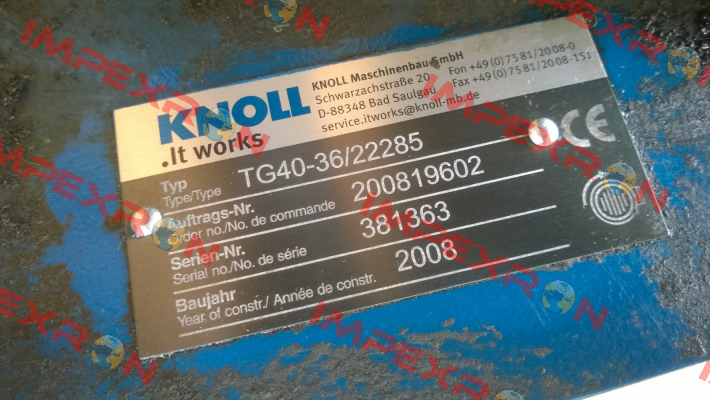 KNOLL
.It works
KNOLL Maschinenbau GmbH
Schwarzachstraße 20 Fon +49(0)7581/2008-0
D-88348 Bad Saulgau Fax +49(0)7581/2008-151
service.itworks@knoll-mb.de
CE
Typ
Type/Type TG40-36/22285
Auftrags-Nr.
Order no./No. de commande 200819602
Serien-Nr.
Serial no./No. de série 381363
Baujahr
Year of constr./ Année de constr. 2008
IMPEXRON